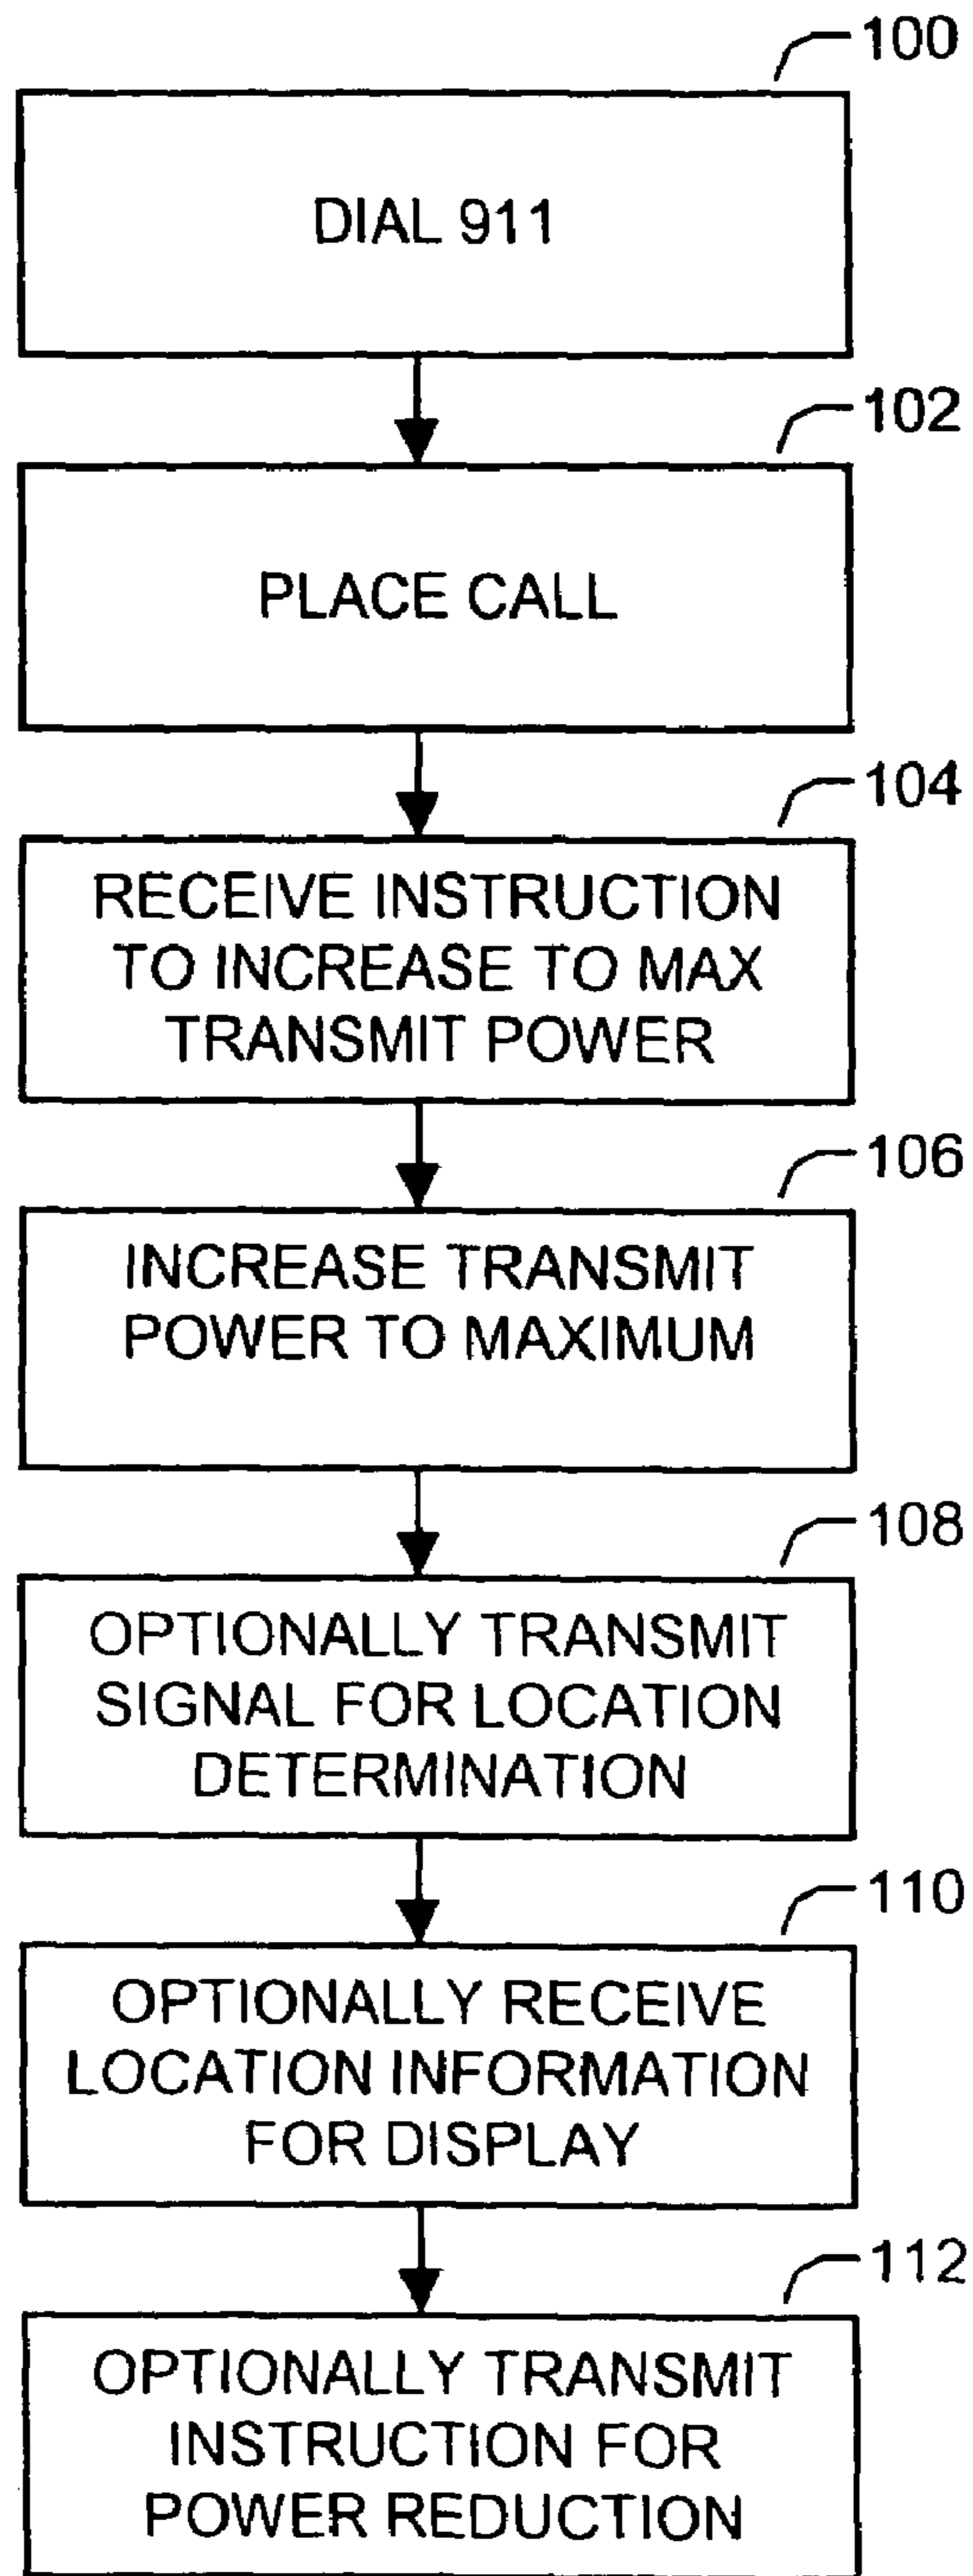 100
DIAL 911
102
PLACE CALL
104
RECEIVE INSTRUCTION
TO INCREASE TO MAX
TRANSMIT POWER
106
INCREASE TRANSMIT
POWER TO MAXIMUM
108
OPTIONALLY TRANSMIT
SIGNAL FOR LOCATION
DETERMINATION
110
OPTIONALLY RECEIVE
LOCATION INFORMATION
FOR DISPLAY
112
OPTIONALLY TRANSMIT
INSTRUCTION FOR
POWER REDUCTION